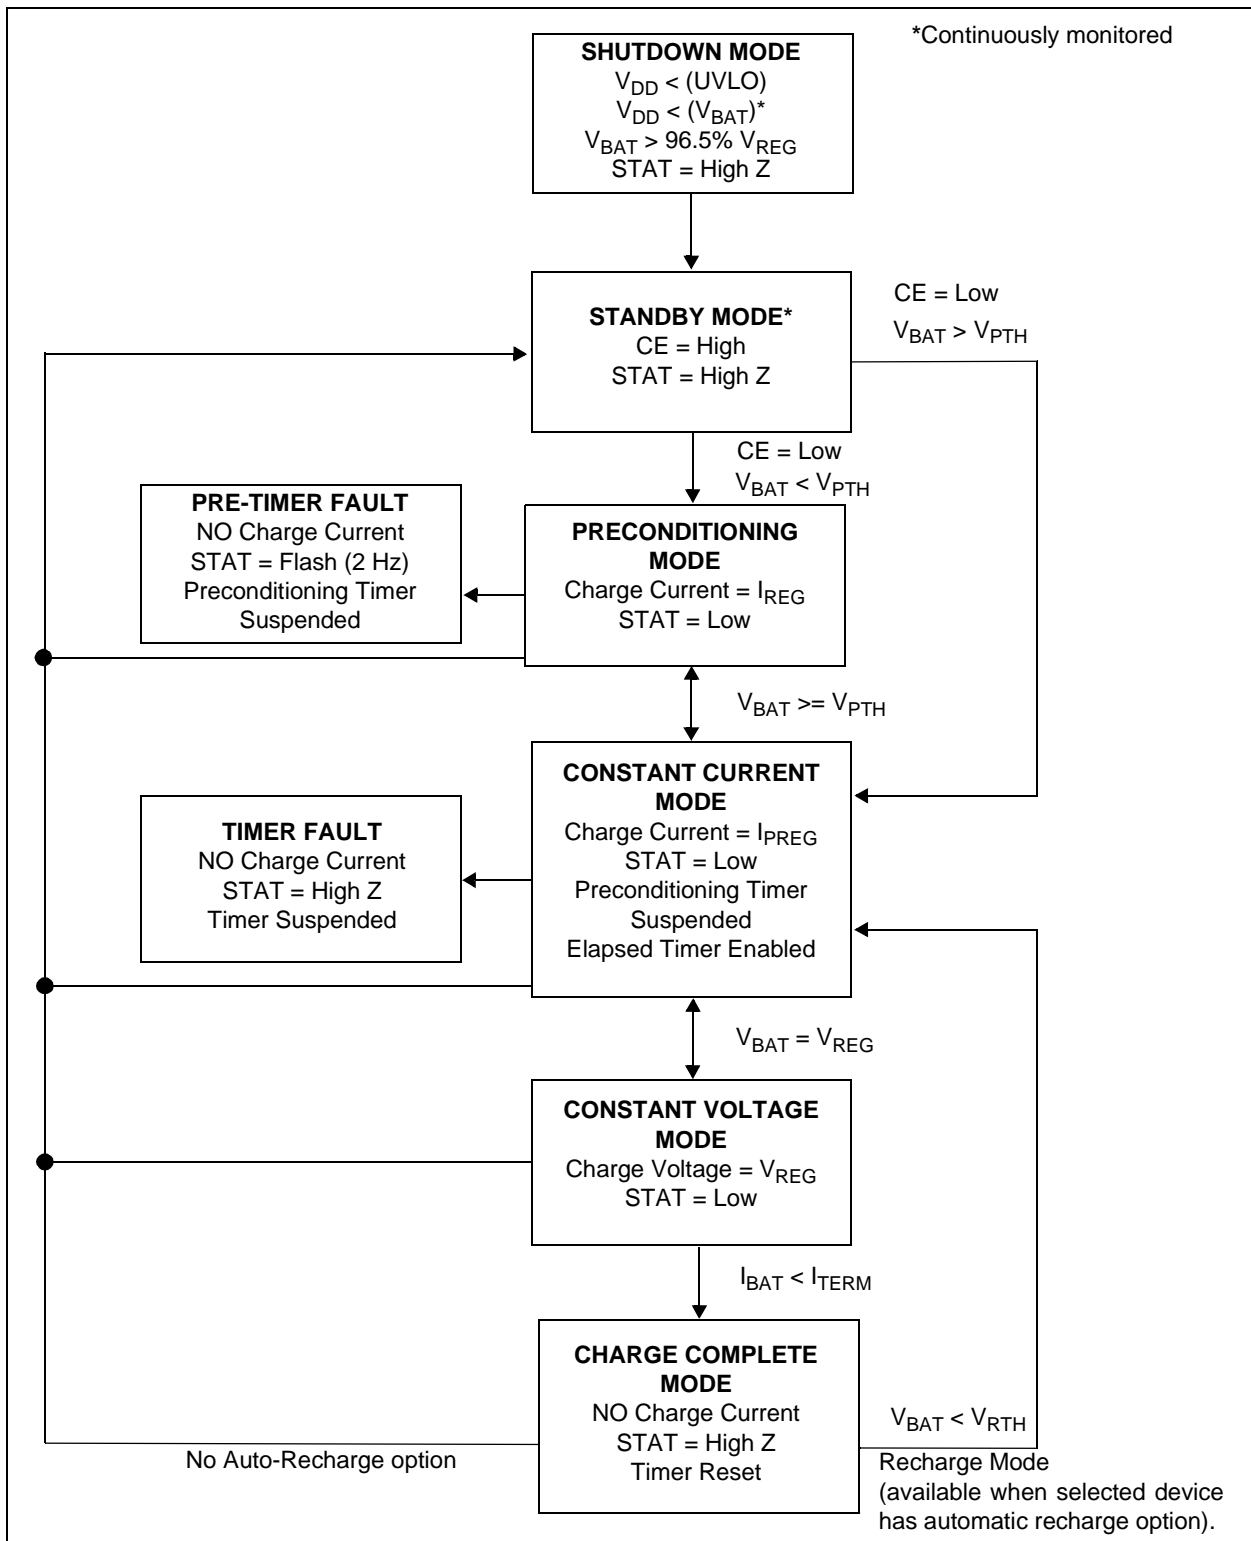 *Continuously monitored
SHUTDOWN MODE
VDD < (UVLO)
VDD < (VBAT)*
VBAT > 96.5% VREG
STAT = High Z
STANDBY MODE*
CE = High
STAT = High Z
CE = Low
VBAT > VPTH
CE = Low
VBAT < VPTH
PRE-TIMER FAULT
NO Charge Current
STAT = Flash (2 Hz)
Preconditioning Timer
Suspended
PRECONDITIONING
MODE
Charge Current = IREG
STAT = Low
VBAT >= VPTH
CONSTANT CURRENT
MODE
Charge Current = IPREG
STAT = Low
Preconditioning Timer
Suspended
Elapsed Timer Enabled
TIMER FAULT
NO Charge Current
STAT = High Z
Timer Suspended
VBAT = VREG
CONSTANT VOLTAGE
MODE
Charge Voltage = VREG
STAT = Low
IBAT < ITERM
CHARGE COMPLETE
MODE
NO Charge Current
STAT = High Z
Timer Reset
No Auto-Recharge option
VBAT < VRTH
Recharge Mode
(available when selected device
has automatic recharge option).